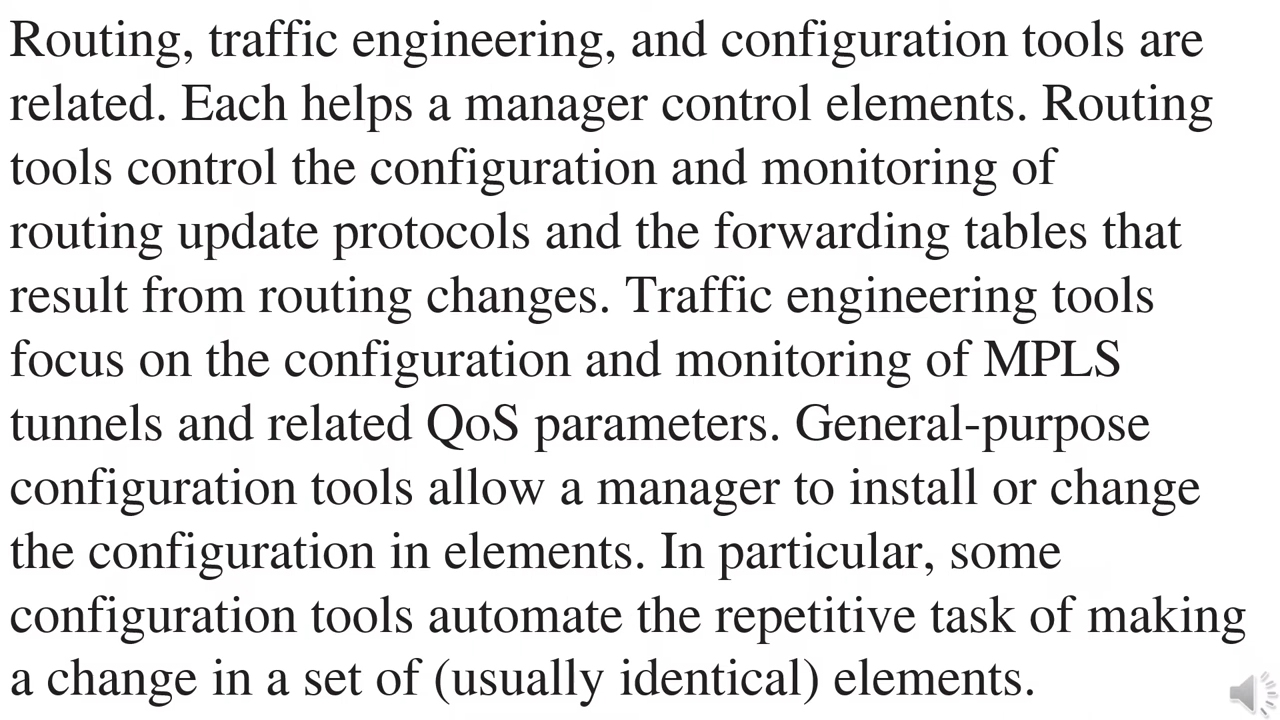 Routing, traffic engineering, and configuration tools are
related. Each helps a manager control elements. Routing
tools control the configuration and monitoring of
routing update protocols and the forwarding tables that
result from routing changes. Traffic engineering tools
focus on the configuration and monitoring of MPLS
tunnels and related QoS parameters. General-purpose
configuration tools allow a manager to install or change
the configuration in elements. In particular, some
configuration tools automate the repetitive task of making
a change in a set of (usually identical) elements.